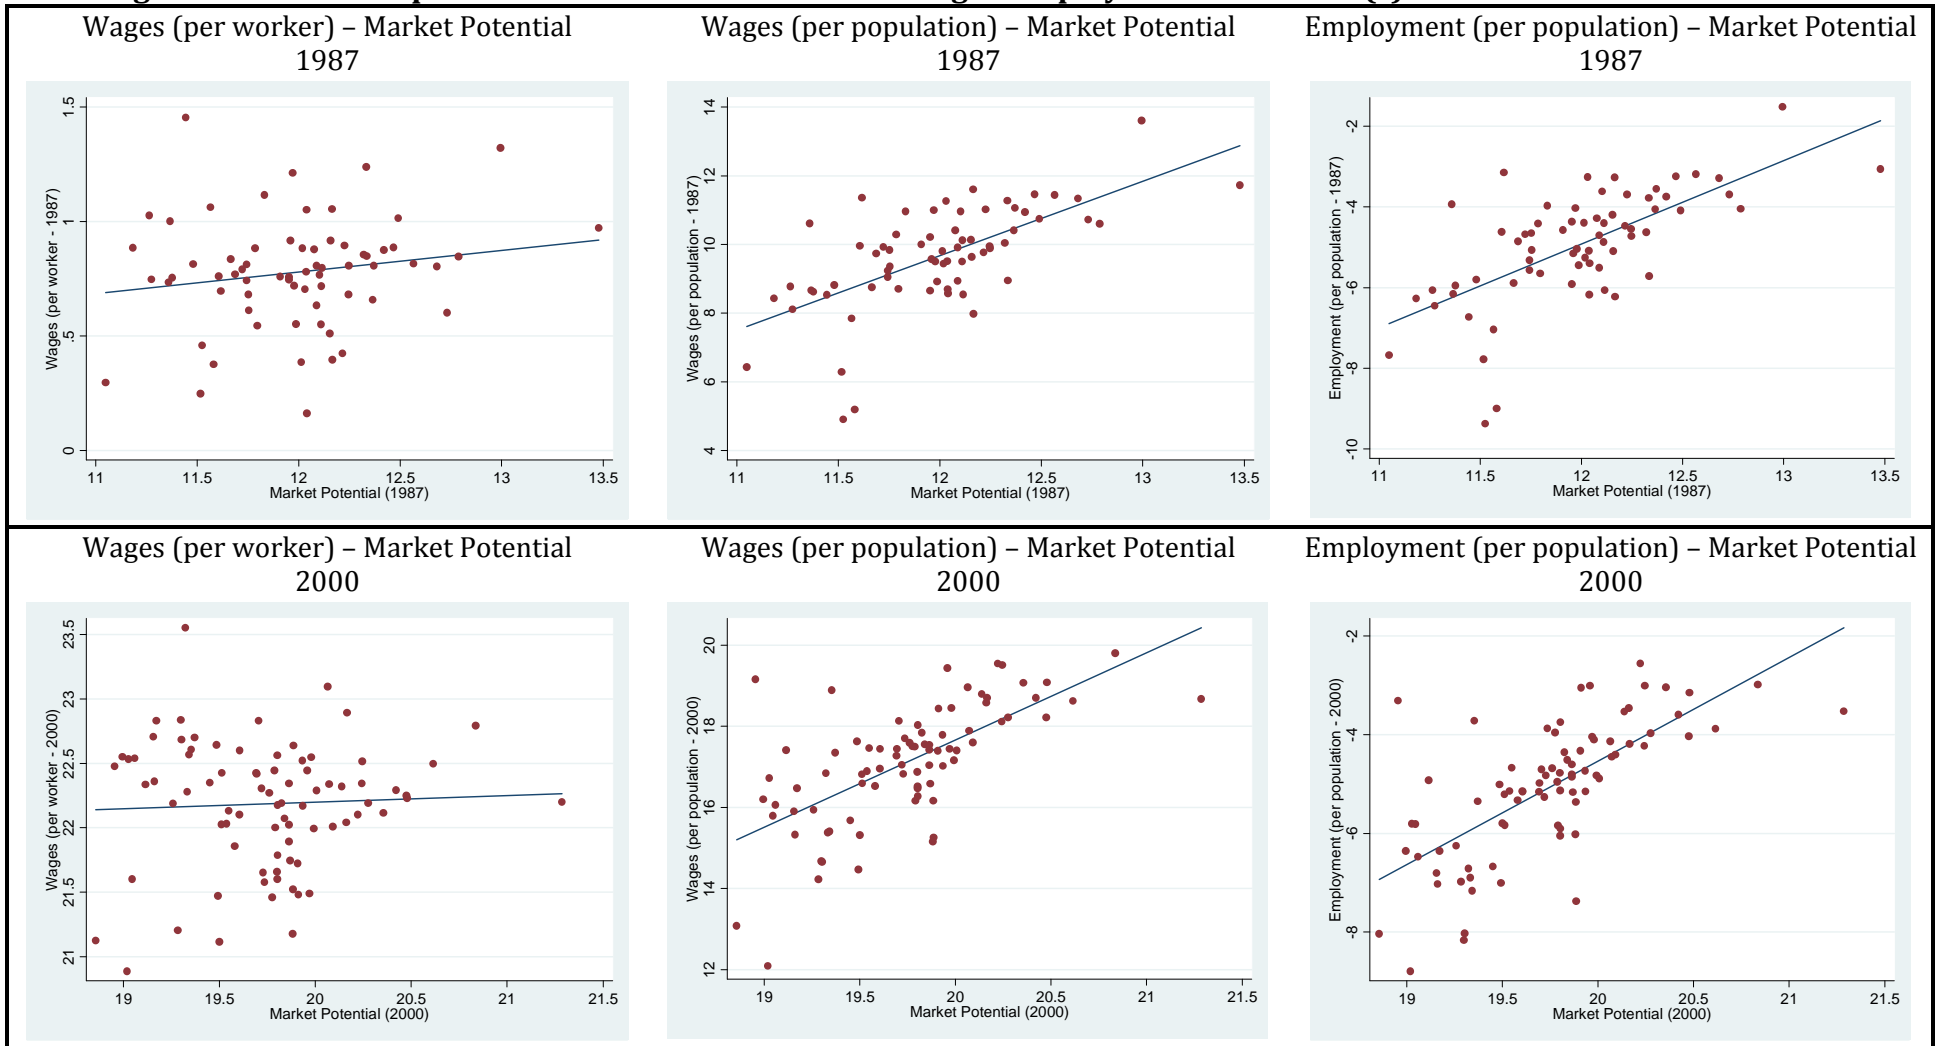 Wages (per worker) – Market Potential
1987
1.5
1
.5
0
Wages (per worker - 1987)
11 11.5 12 12.5 13 13.5
Market Potential (1987)
Wages (per population) – Market Potential
1987
14
12
10
8
6
4
Wages (per population - 1987)
11 11.5 12 12.5 13 13.5
Market Potential (1987)
Employment (per population) – Market Potential
1987
-2
-4
-6
-8
-10
Employment (per population - 1987)
11 11.5 12 12.5 13 13.5
Market Potential (1987)
Wages (per worker) – Market Potential
2000
23.5
23
22.5
22
21.5
21
Wages (per worker - 2000)
19 19.5 20 20.5 21 21.5
Market Potential (2000)
Wages (per population) – Market Potential
2000
20
18
16
14
12
Wages (per population - 2000)
19 19.5 20 20.5 21 21.5
Market Potential (2000)
Employment (per population) – Market Potential
2000
-2
-4
-6
-8
Employment (per population - 2000)
19 19.5 20 20.5 21 21.5
Market Potential (2000)